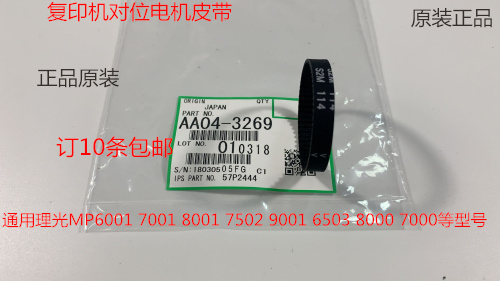 复印机对位电机皮带
原装正品
正品原装
ORIGIN
JAPAN
QTY
PART NO.
AA04-3269
LOT NO.
010318
S/N:18030505FG C1
IPS PART NO. 57P2444
S2M 114
订10条包邮
通用理光MP6001 7001 8001 7502 9001 6503 8000 7000等型号